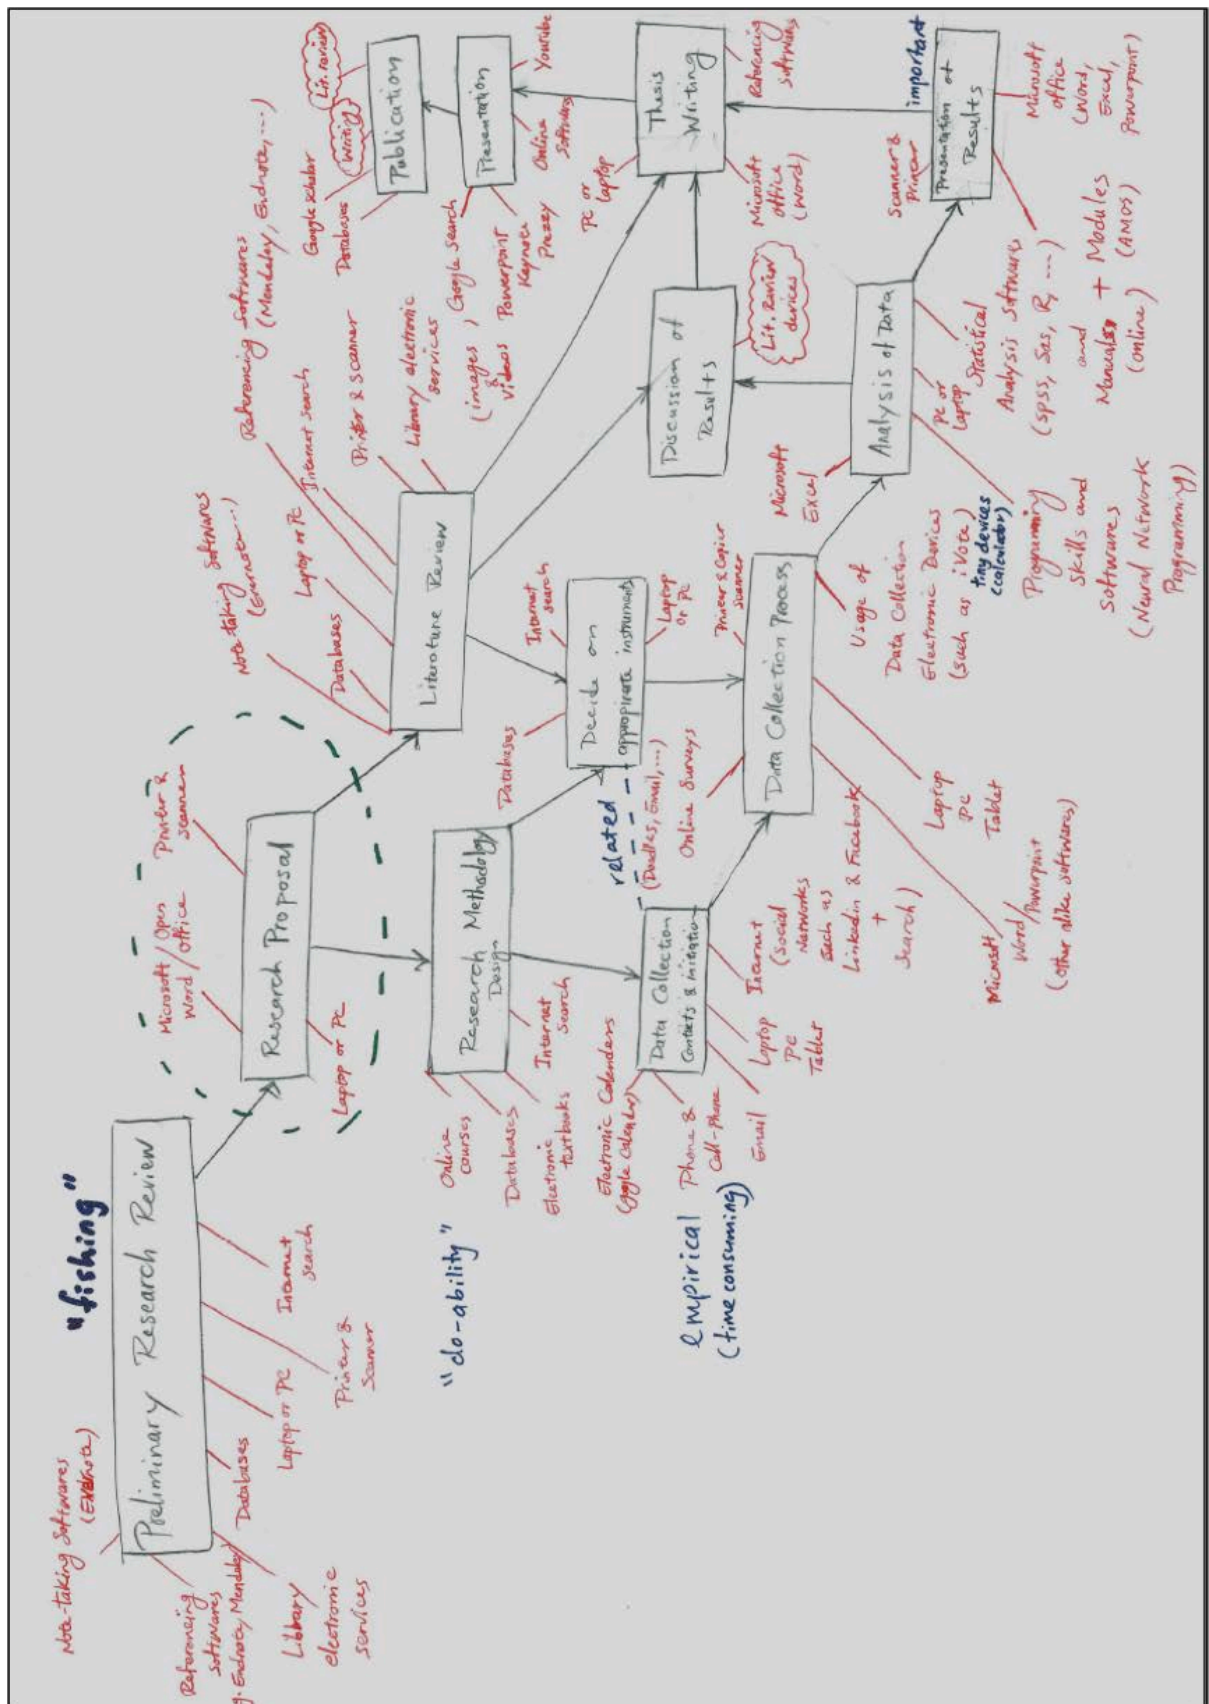 "fishing"
Note-taking Softwares
(Evernote)
Preliminary Research Review
Referencing
Softwares
g. Endnote, Mendeley)
Library
electronic
services
Databases
Laptop or PC
Printer &
Scanner
Internet
search
Microsoft / Open
Word / Office
Printer &
Scanner
Research Proposal
Laptop or PC
Note-taking Softwares
(Evernote...)
Databases
Laptop or PC
Internet search
Referencing Softwares
(Mendeley, Endnote, ...)
Printer & Scanner
Library electronic
services
Literature Review
"do-ability"
Research Methodology
Design
Online
courses
Databases
Electronic
textbooks
Internet
Search
Databases
Internet
search
Decide on
appropirate instruments
Laptop
or PC
related
Data Collection
Contacts & initiation
Electronic Calenders
(google Calender)
Phone &
Cell-phone
Email
Laptop
PC
Tablet
Internet
(Social
Networks
Such as
Linkedin & Facebook
+
Search)
empirical
(time consuming)
(Doodles, Email, ...)
Online Surveys
Printer & Copier
scanner
Data Collection Process
Microsoft
Word/Powerpoint
(other alike softwares)
Laptop
PC
Tablet
Usage of
Data Collection
Electronic Devices
(such as iVote)
tiny devices
(calculator)
Microsoft
Excel
Analysis of Data
Programming
Skills and
Softwares
(Neural Network
Programming)
PC or
Laptop
Statistical
Analysis Softwares
(SPSS, Sas, R, ...)
and
Manuals + Modules
(online) (AMOS)
Discussion of
Results
Lit. Review
devices
Scanner &
Printer
important
Presentation of
Results
Microsoft
office
(Word,
Excel,
Powerpoint)
PC or
Laptop
Thesis
Writing
Microsoft
office
(Word)
Referencing
Softwares
Google Search
(images,
&
videos
Powerpoint
Keynote
Prezzy
Presentation
Online
Softwares
YouTube
Google Scholar
Databases
Publication
Writing
Lit. review